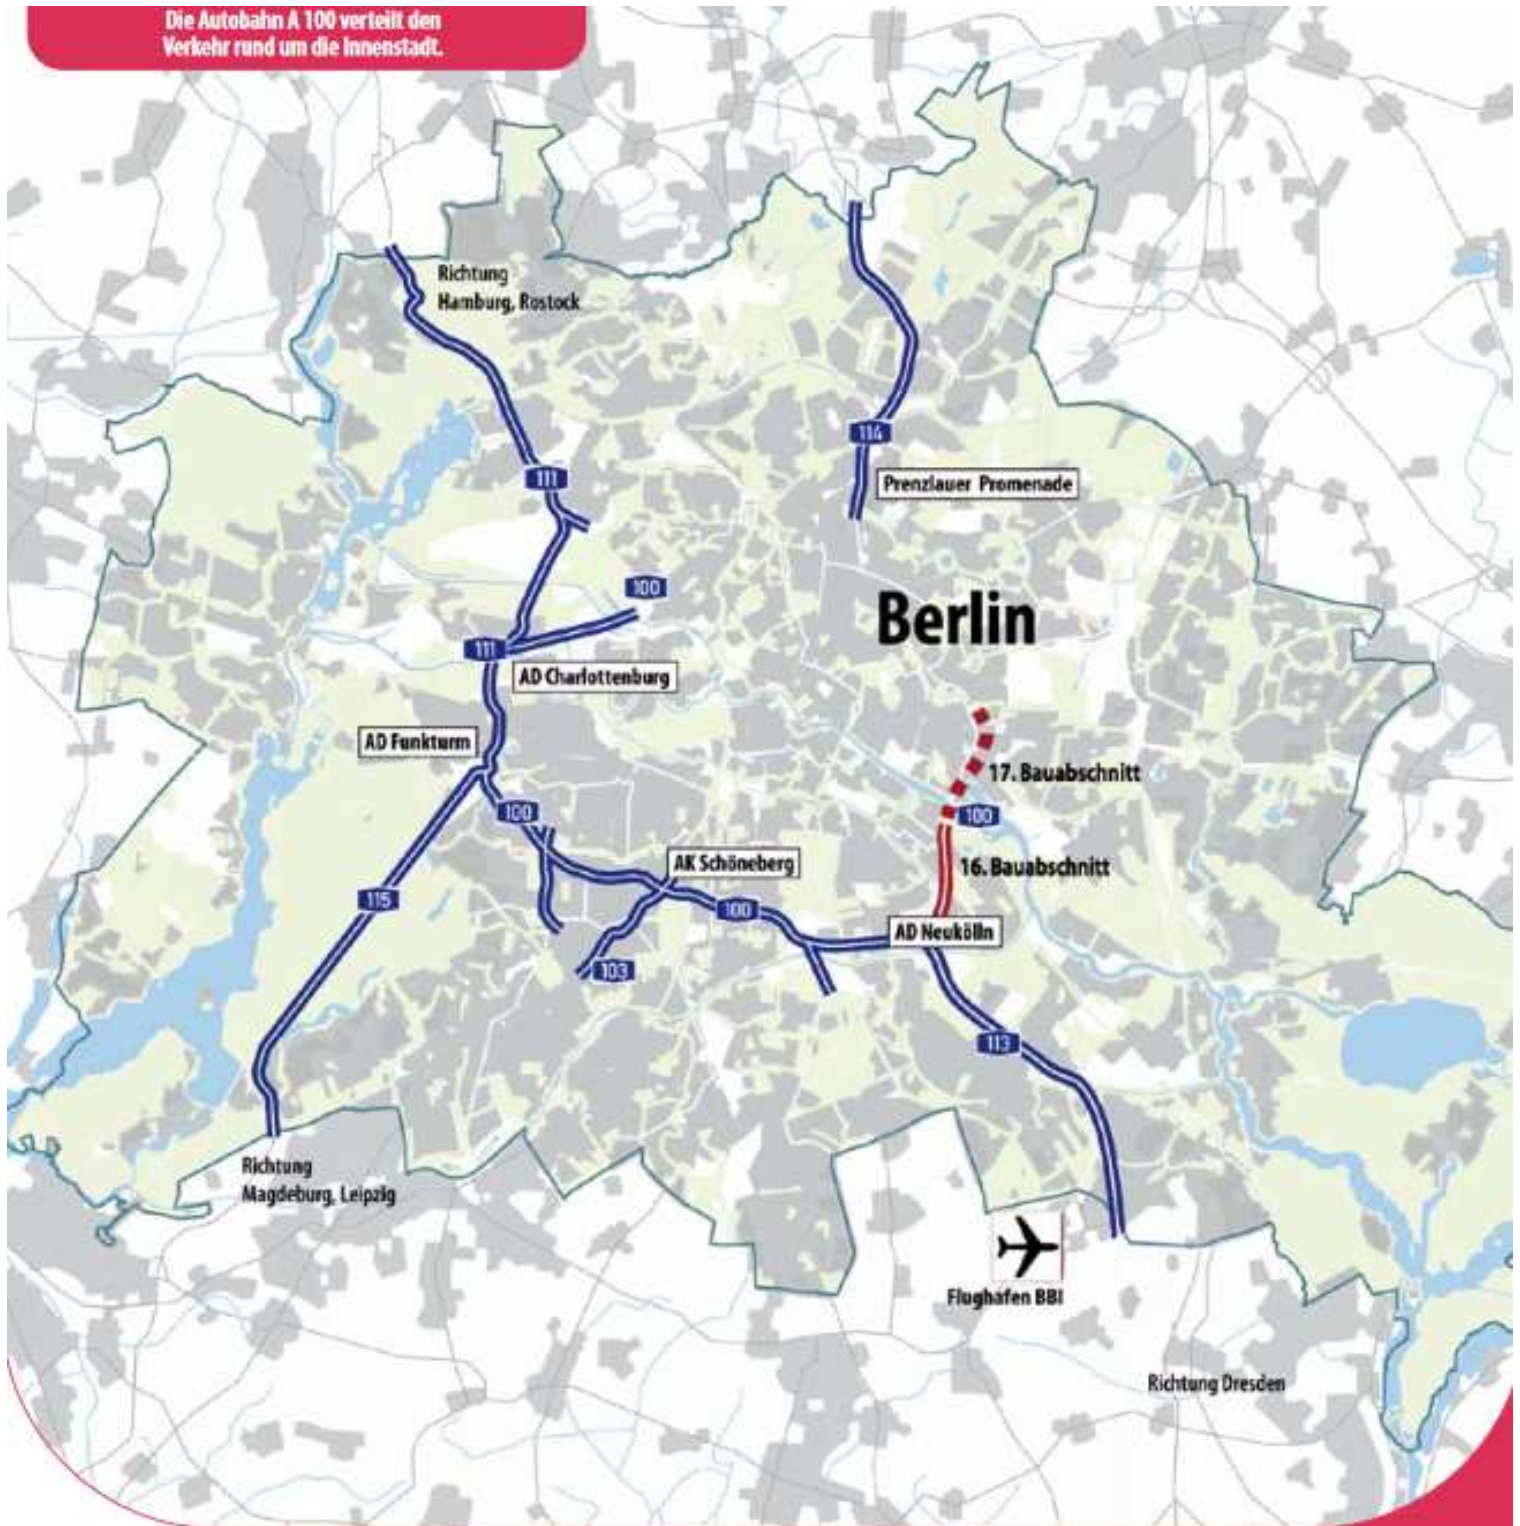 Die Autobahn A 100 verteilt den
Verkehr rund um die Innenstadt.
Richtung
Hamburg, Rostock
114
111
Prenzlauer Promenade
100
Berlin
111
AD Charlottenburg
AD Funkturm
17. Bauabschnitt
100
100
AK Schöneberg
16. Bauabschnitt
115
100
AD Neukölln
103
113
Richtung
Magdeburg, Leipzig
Flughafen BBI
Richtung Dresden